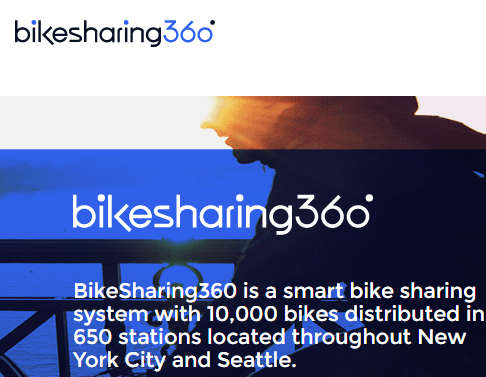 bikesharing360
bikesharing360
BikeSharing360 is a smart bike sharing
system with 10,000 bikes distributed in
650 stations located throughout New
York City and Seattle.